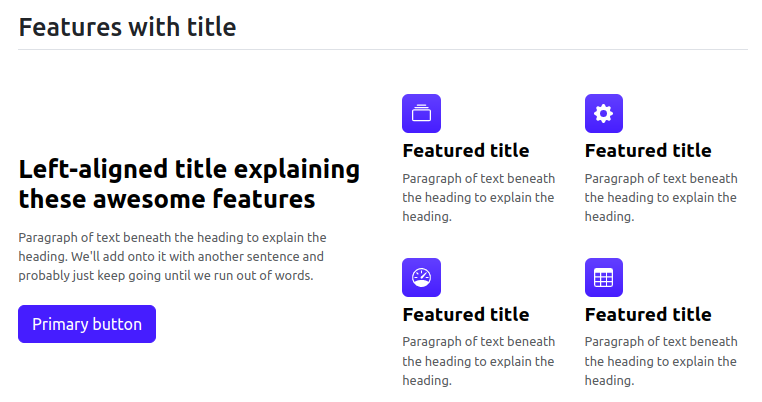 Features with title
Left-aligned title explaining
these awesome features
Paragraph of text beneath the heading to explain the
heading. We'll add onto it with another sentence and
probably just keep going until we run out of words.
Primary button
Featured title
Paragraph of text beneath
the heading to explain the
heading.
Featured title
Paragraph of text beneath
the heading to explain the
heading.
Featured title
Paragraph of text beneath
the heading to explain the
heading.
Featured title
Paragraph of text beneath
the heading to explain the
heading.